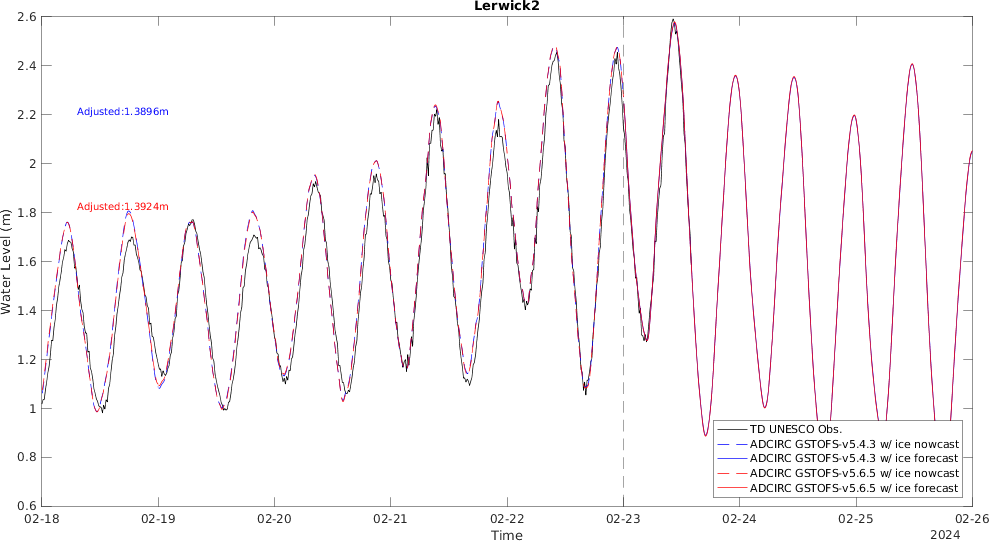 Lerwick2
2.6
2.4
2.2
2
1.8
1.6
1.4
1.2
1
0.8
0.6
Water Level (m)
Adjusted:1.3896m
Adjusted:1.3924m
TD UNESCO Obs.
ADCIRC GSTOFS-v5.4.3 w/ ice nowcast
ADCIRC GSTOFS-v5.4.3 w/ ice forecast
ADCIRC GSTOFS-v5.6.5 w/ ice nowcast
ADCIRC GSTOFS-v5.6.5 w/ ice forecast
02-18 02-19 02-20 02-21 02-22 02-23 02-24 02-25 02-26
Time
2024